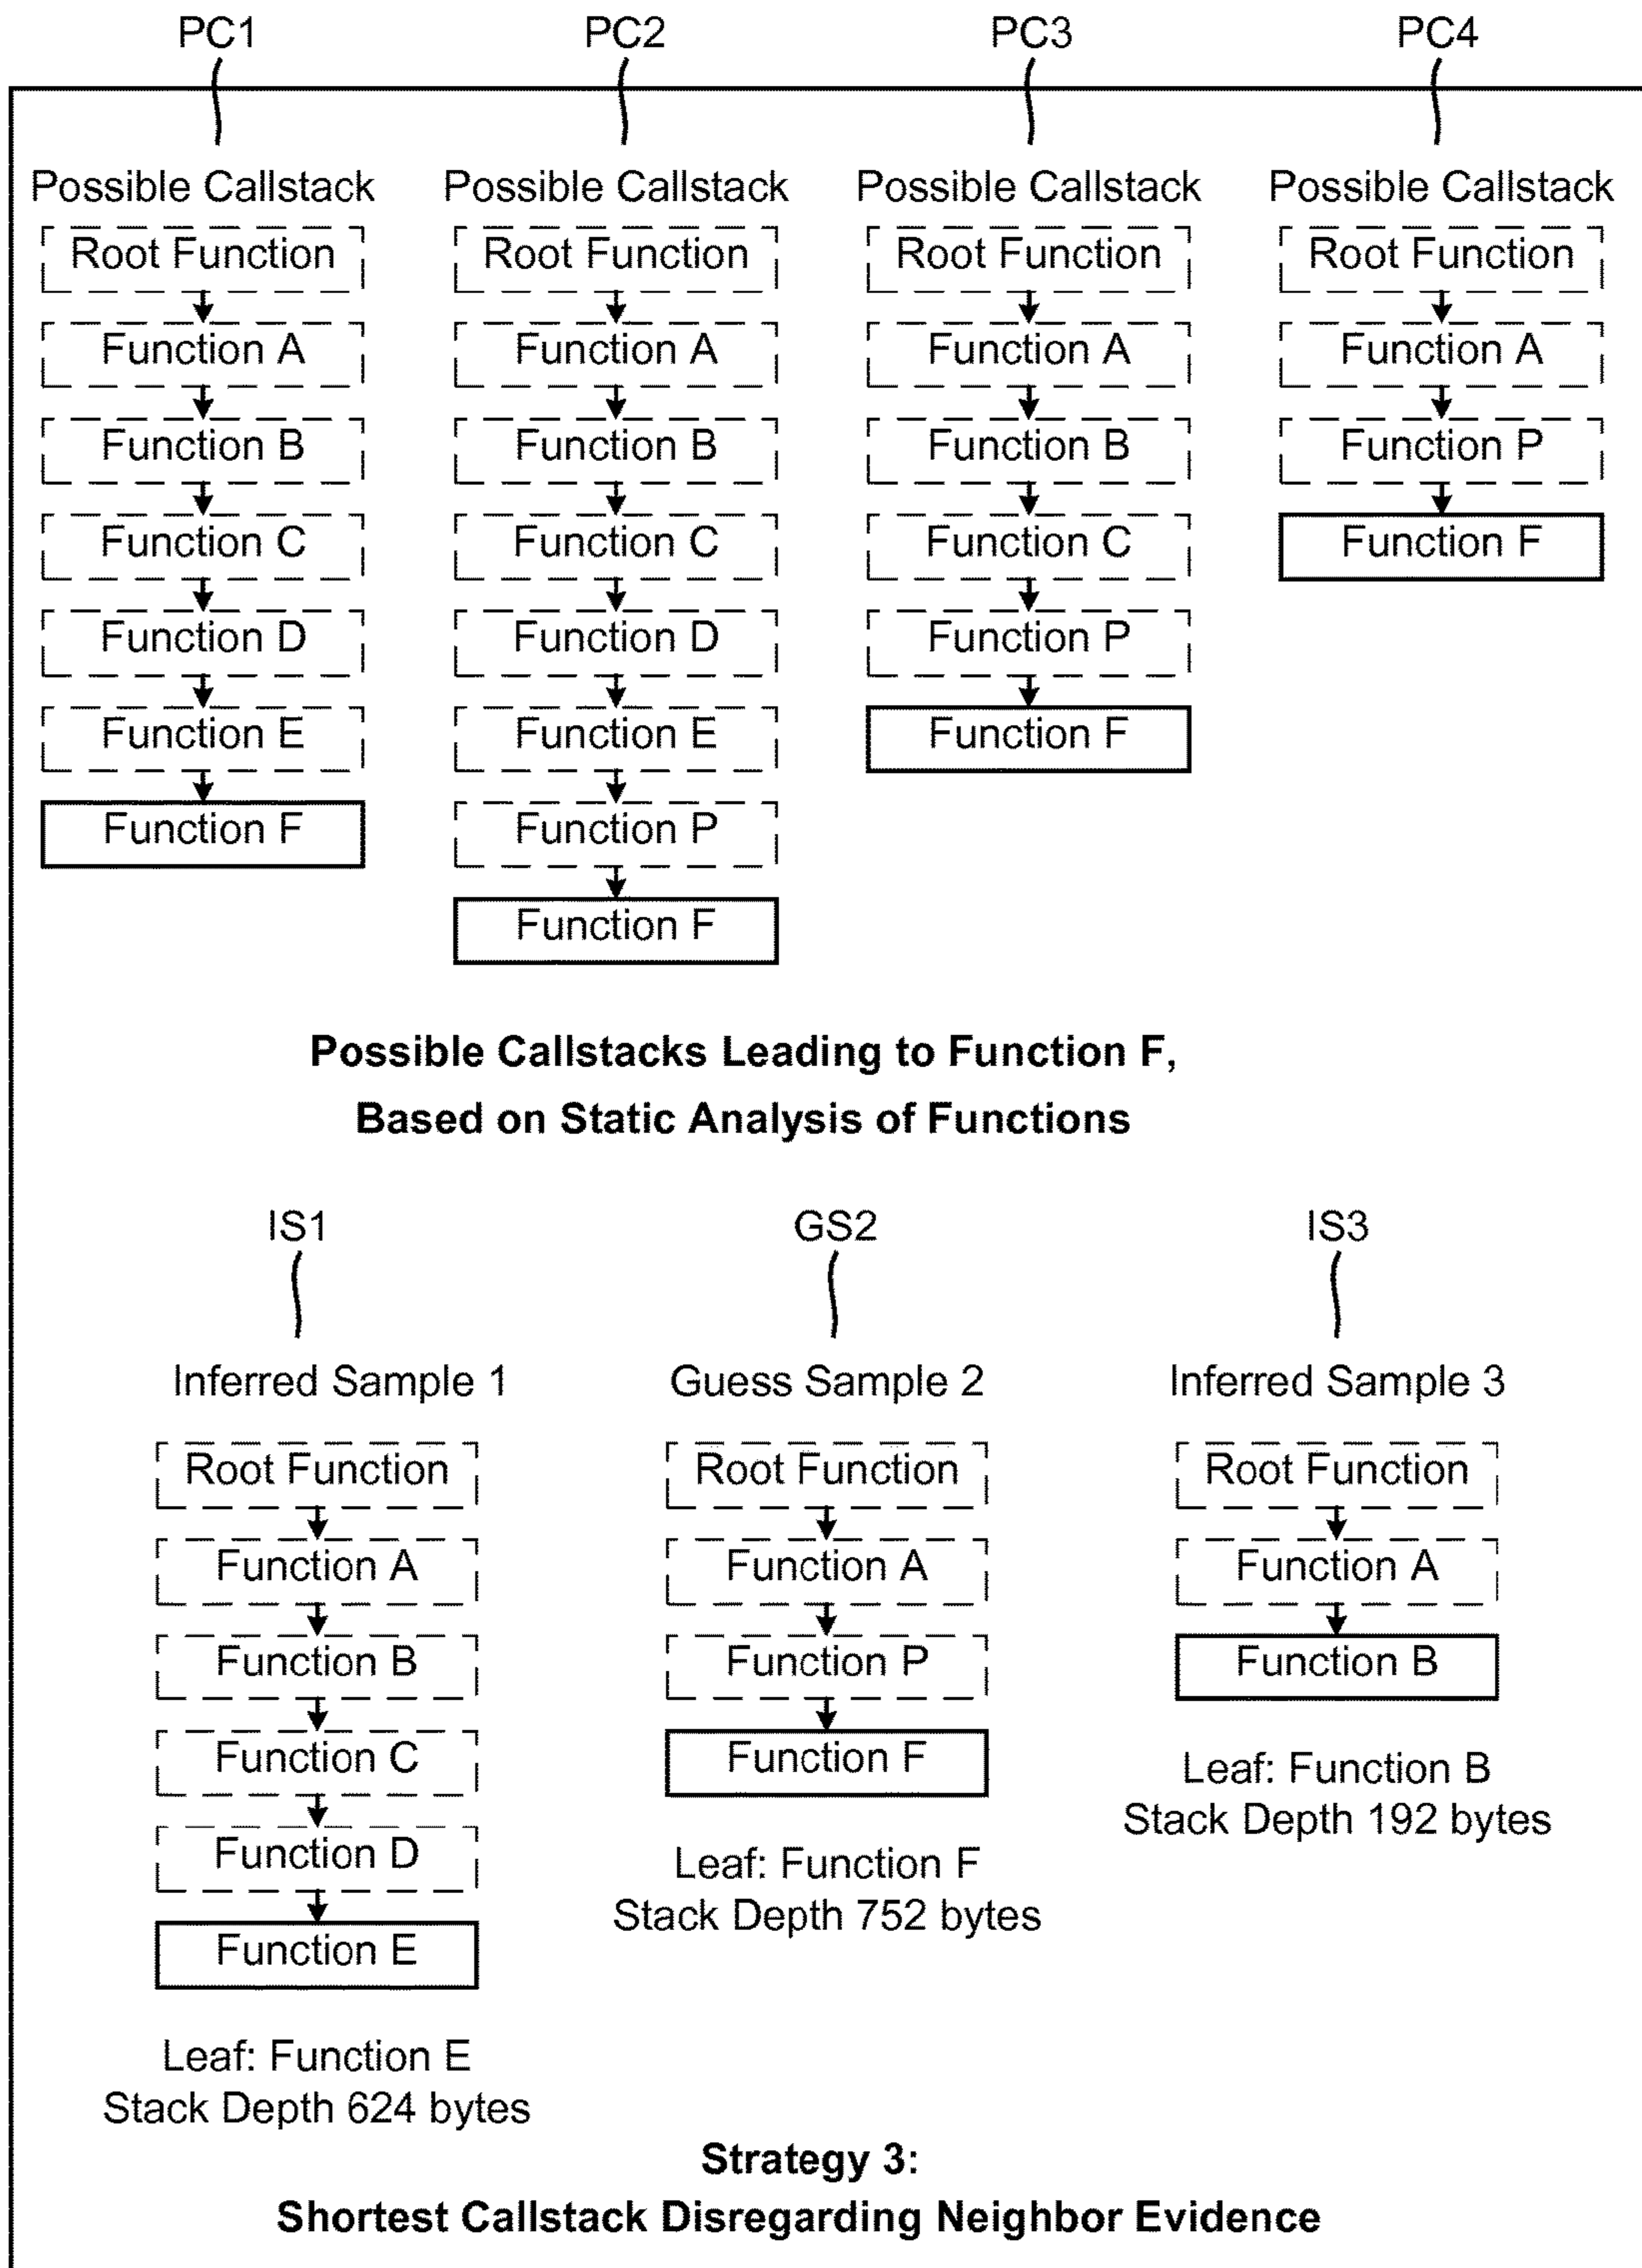 PC1
PC2
PC3
PC4
Possible Callstack
Root Function
Function A
Function B
Function C
Function D
Function E
Function F
Possible Callstack
Root Function
Function A
Function B
Function C
Function D
Function E
Function P
Function F
Possible Callstack
Root Function
Function A
Function B
Function C
Function P
Function F
Possible Callstack
Root Function
Function A
Function P
Function F
Possible Callstacks Leading to Function F,
Based on Static Analysis of Functions
IS1
Inferred Sample 1
Root Function
Function A
Function B
Function C
Function D
Function E
Leaf: Function E
Stack Depth 624 bytes
GS2
Guess Sample 2
Root Function
Function A
Function P
Function F
Leaf: Function F
Stack Depth 752 bytes
IS3
Inferred Sample 3
Root Function
Function A
Function B
Leaf: Function B
Stack Depth 192 bytes
Strategy 3:
Shortest Callstack Disregarding Neighbor Evidence